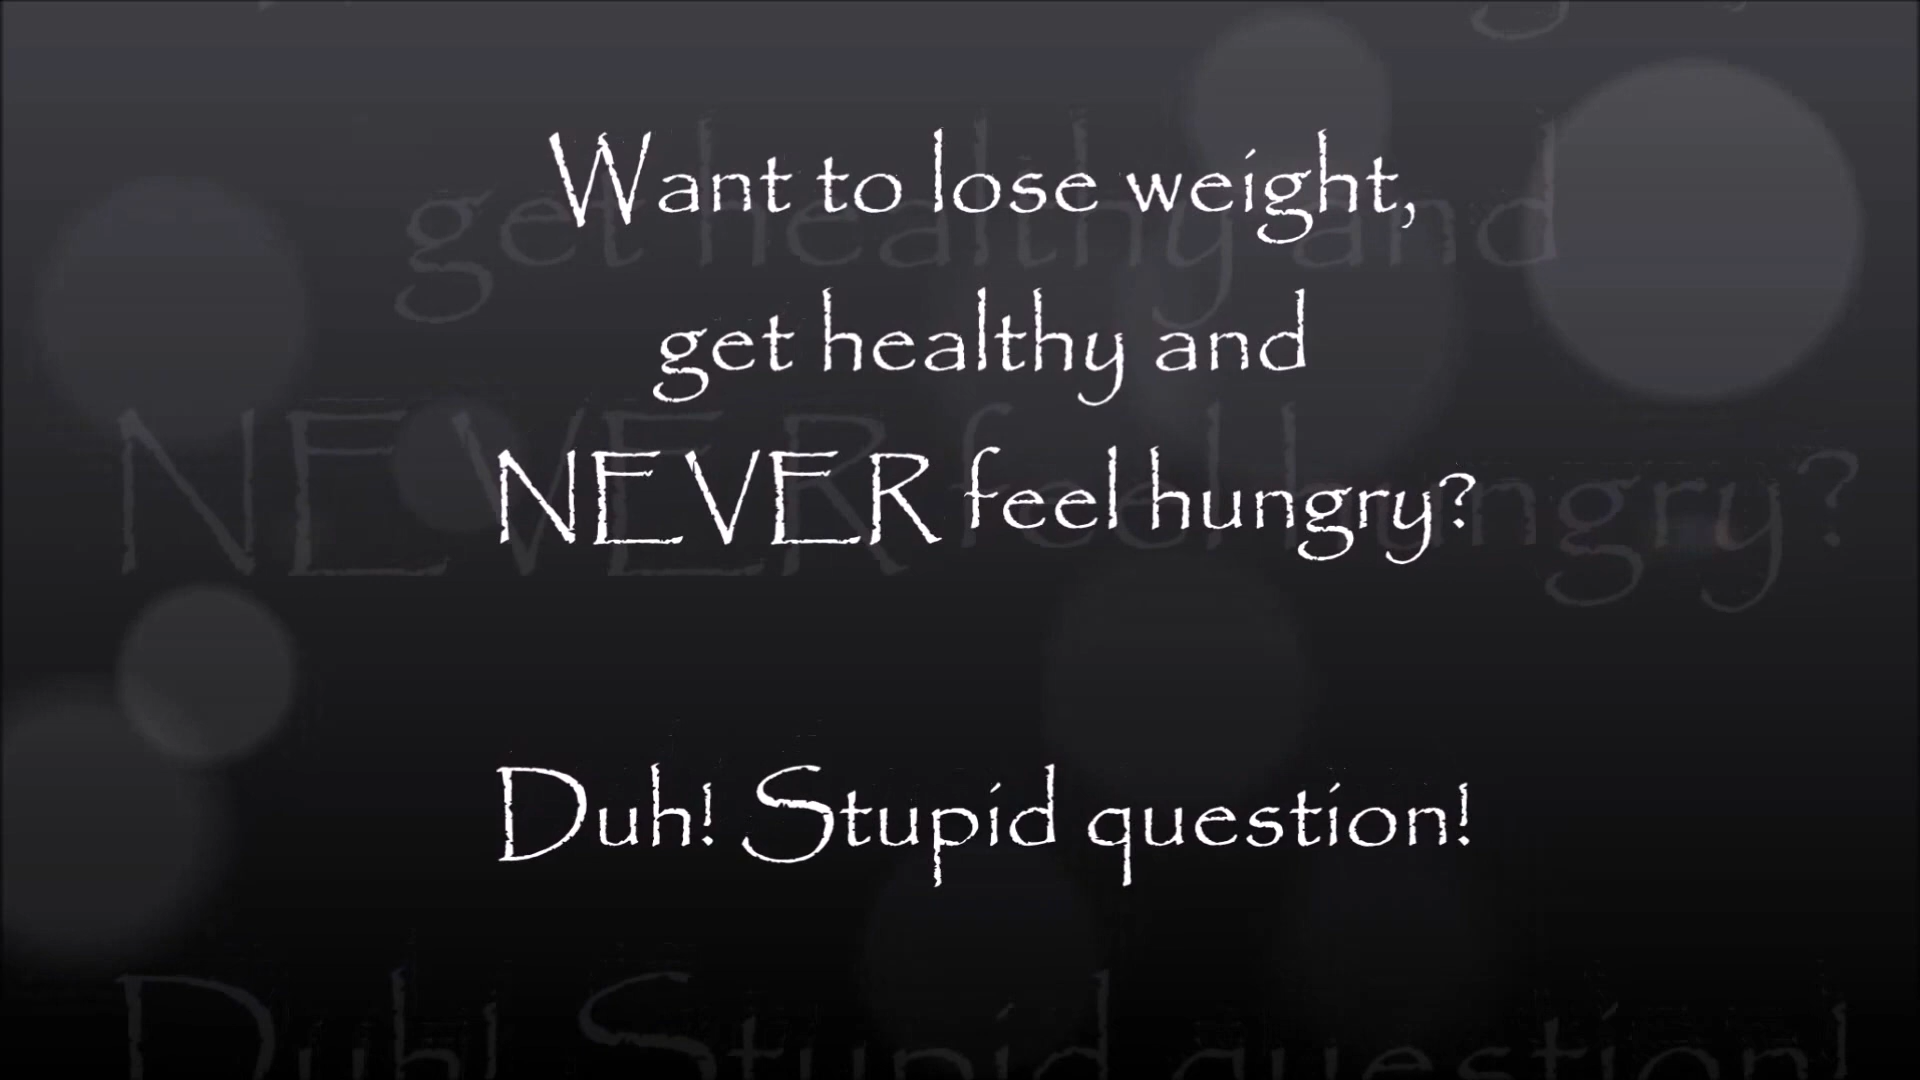 Want to lose weight,
get healthy and
NEVER feel hungry?
Duh! Stupid question!